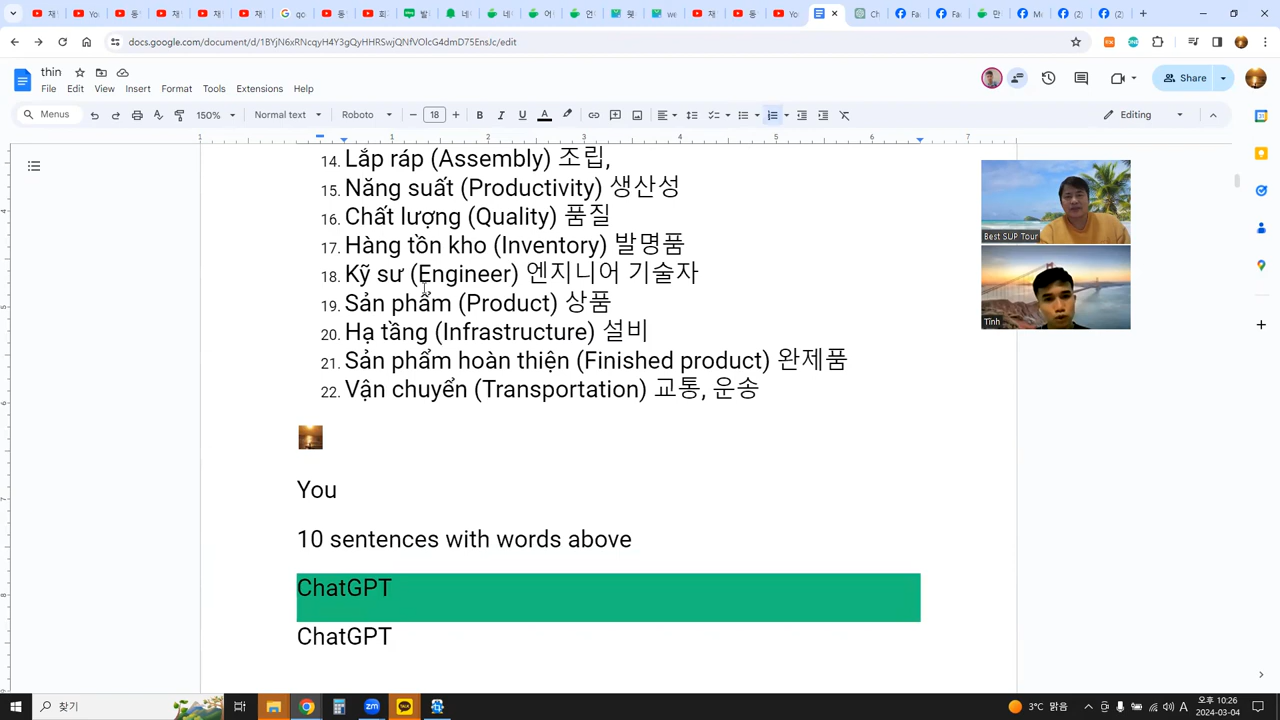 docs.google.com/document/d/1BYjN6xRNcqyH4Y3gQyHHRSwjQNfVOlcG4dmD75EnsJc/edit
thin
File Edit View Insert Format Tools Extensions Help
Share
Menus
150%
Normal text
Roboto
18
Editing
14. Lắp ráp (Assembly) 조립,
15. Năng suất (Productivity) 생산성
16. Chất lượng (Quality) 품질
17. Hàng tồn kho (Inventory) 발명품
18. Kỹ sư (Engineer) 엔지니어 기술자
19. Sản phẩm (Product) 상품
20. Hạ tầng (Infrastructure) 설비
21. Sản phẩm hoàn thiện (Finished product) 완제품
22. Vận chuyển (Transportation) 교통, 운송
Best SUP Tour
Tĩnh
You
10 sentences with words above
ChatGPT
ChatGPT
찾기
3°C 맑음
A
오후 10:26
2024-03-04